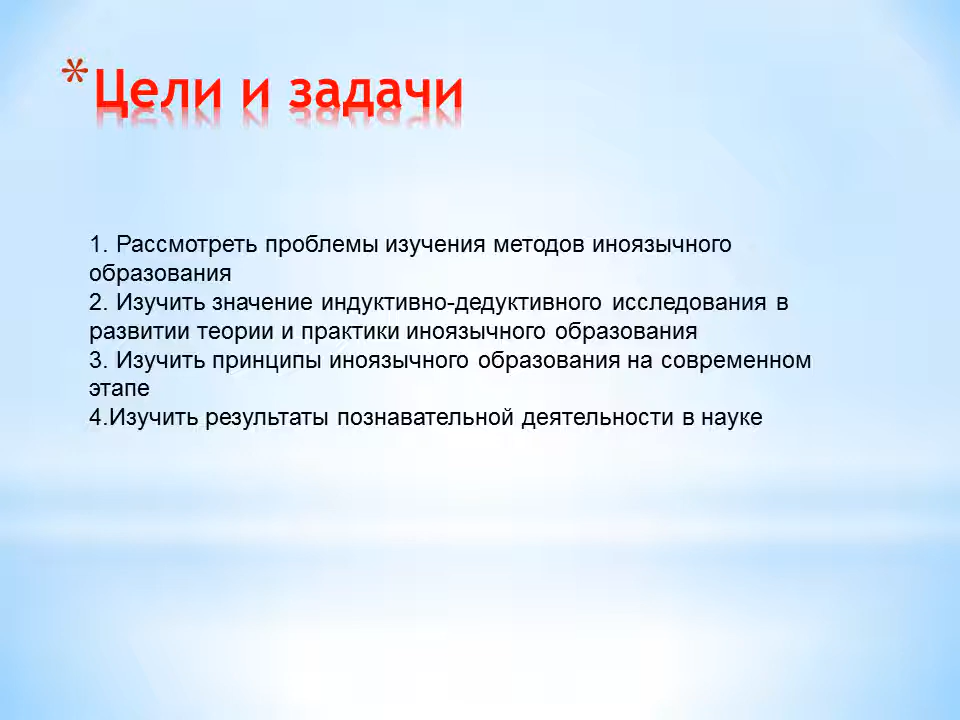 * Цели и задачи
1. Рассмотреть проблемы изучения методов иноязычного
образования
2. Изучить значение индуктивно-дедуктивного исследования в
развитии теории и практики иноязычного образования
3. Изучить принципы иноязычного образования на современном
этапе
4.Изучить результаты познавательной деятельности в науке